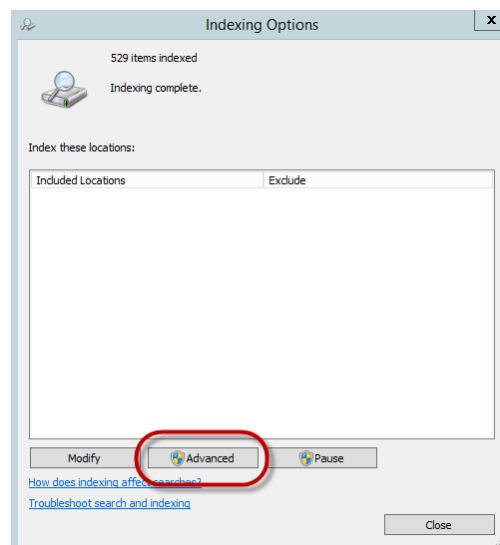 Indexing Options
x
529 items indexed
Indexing complete.
Index these locations:
Included Locations Exclude
Modify Advanced Pause
How does indexing affect searches?
Troubleshoot search and indexing
Close